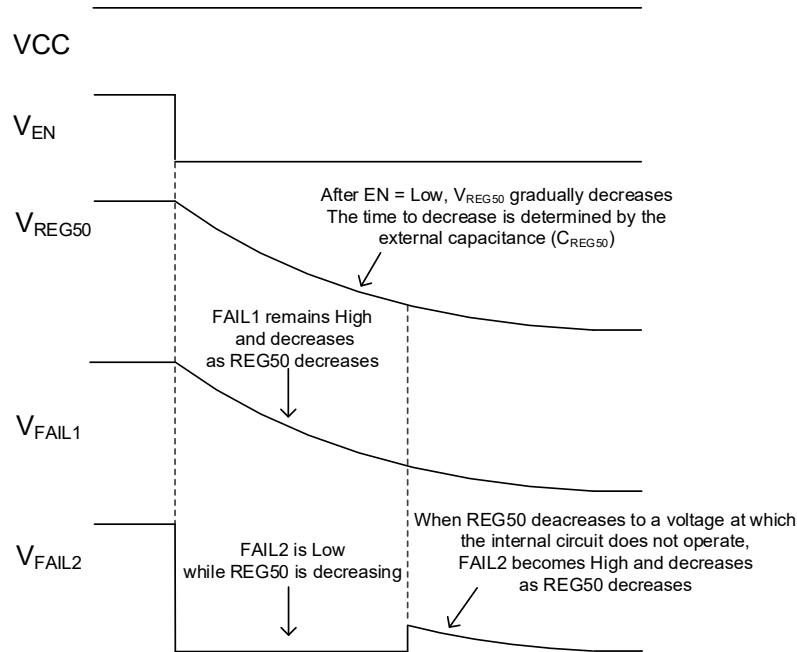 VCC
VEN
VREG50
After EN = Low, VREG50 gradually decreases
The time to decrease is determined by the
external capacitance (CREG50)
FAIL1 remains High
and decreases
as REG50 decreases
VFAIL1
When REG50 deacreases to a voltage at which
the internal circuit does not operate,
FAIL2 becomes High and decreases
as REG50 decreases
VFAIL2
FAIL2 is Low
while REG50 is decreasing